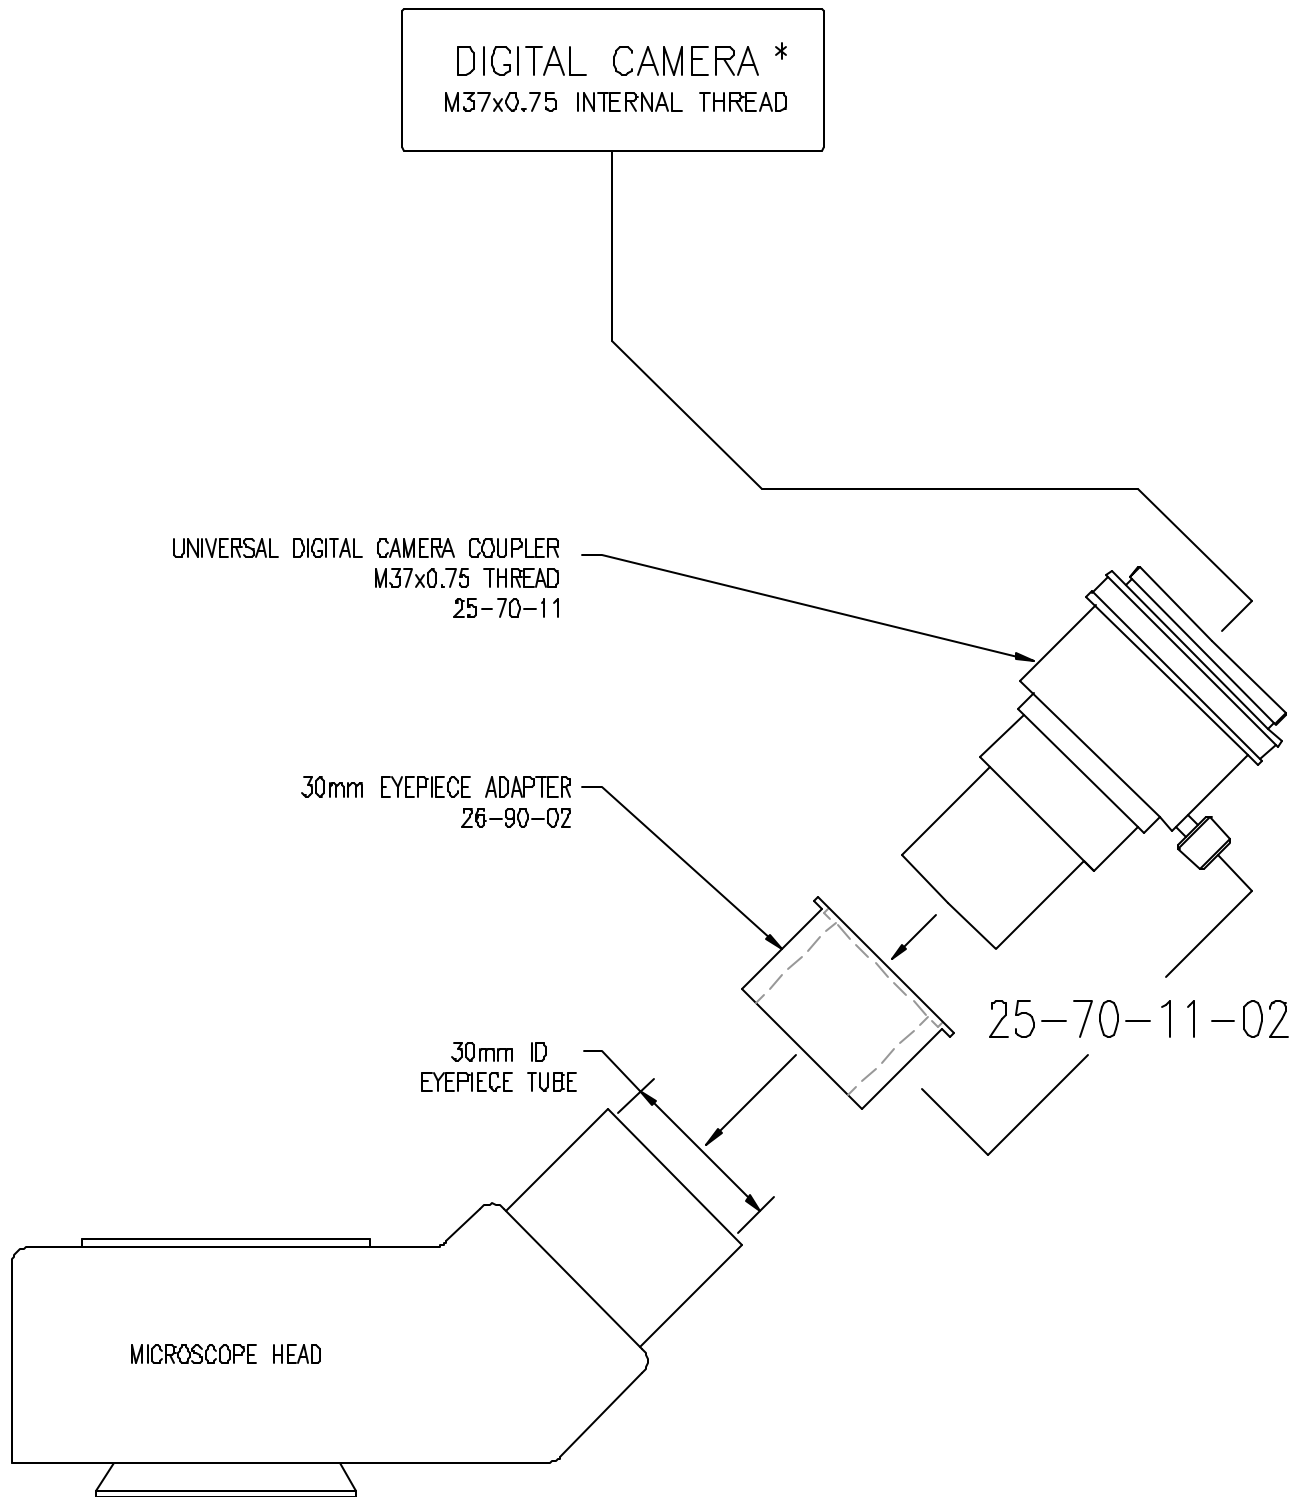 DIGITAL CAMERA *
M37x0.75 INTERNAL THREAD
UNIVERSAL DIGITAL CAMERA COUPLER
M37x0.75 THREAD
25-70-11
30mm EYEPIECE ADAPTER
26-90-02
25-70-11-02
30mm ID
EYEPIECE TUBE
MICROSCOPE HEAD